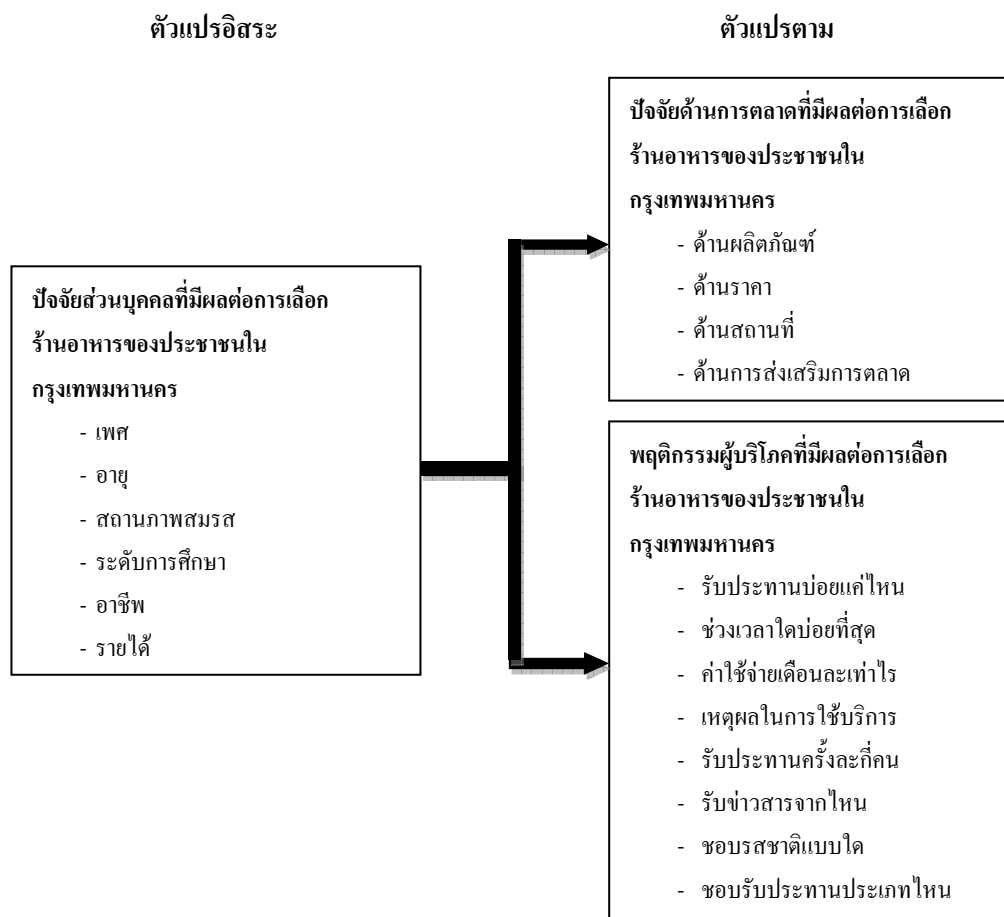 ตัวแปรอิสระ
ตัวแปรตาม
ปัจจัยส่วนบุคคลที่มีผลต่อการเลือก
ร้านอาหารของประชาชนใน
กรุงเทพมหานคร
- เพศ
- อายุ
- สถานภาพสมรส
- ระดับการศึกษา
- อาชีพ
- รายได้
ปัจจัยด้านการตลาดที่มีผลต่อการเลือก
ร้านอาหารของประชาชนใน
กรุงเทพมหานคร
- ด้านผลิตภัณฑ์
- ด้านราคา
- ด้านสถานที่
- ด้านการส่งเสริมการตลาด
พฤติกรรมผู้บริโภคที่มีผลต่อการเลือก
ร้านอาหารของประชาชนใน
กรุงเทพมหานคร
- รับประทานบ่อยแค่ไหน
- ช่วงเวลาใดบ่อยที่สุด
- ค่าใช้จ่ายเดือนละเท่าไร
- เหตุผลในการใช้บริการ
- รับประทานครั้งละกี่คน
- รับข่าวสารจากไหน
- ชอบรสชาติแบบใด
- ชอบรับประทานประเภทไหน